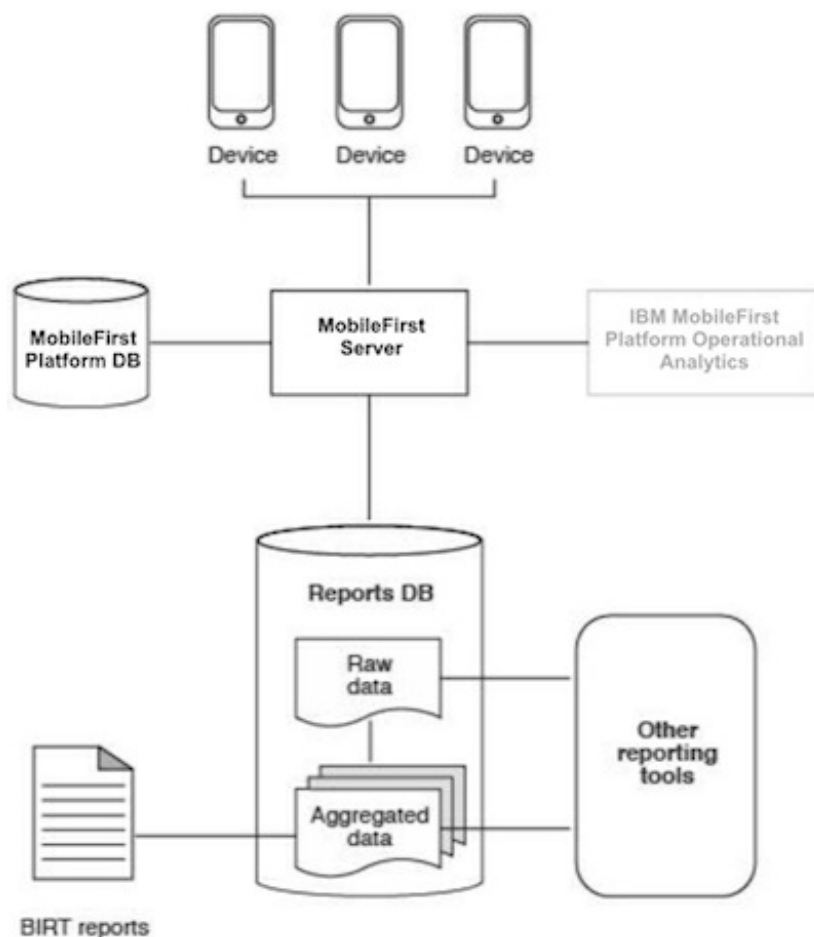 Device
Device
Device
MobileFirst
Platform DB
MobileFirst
Server
IBM MobileFirst
Platform Operational
Analytics
Reports DB
Raw
data
Aggregated
data
Other
reporting
tools
BIRT reports